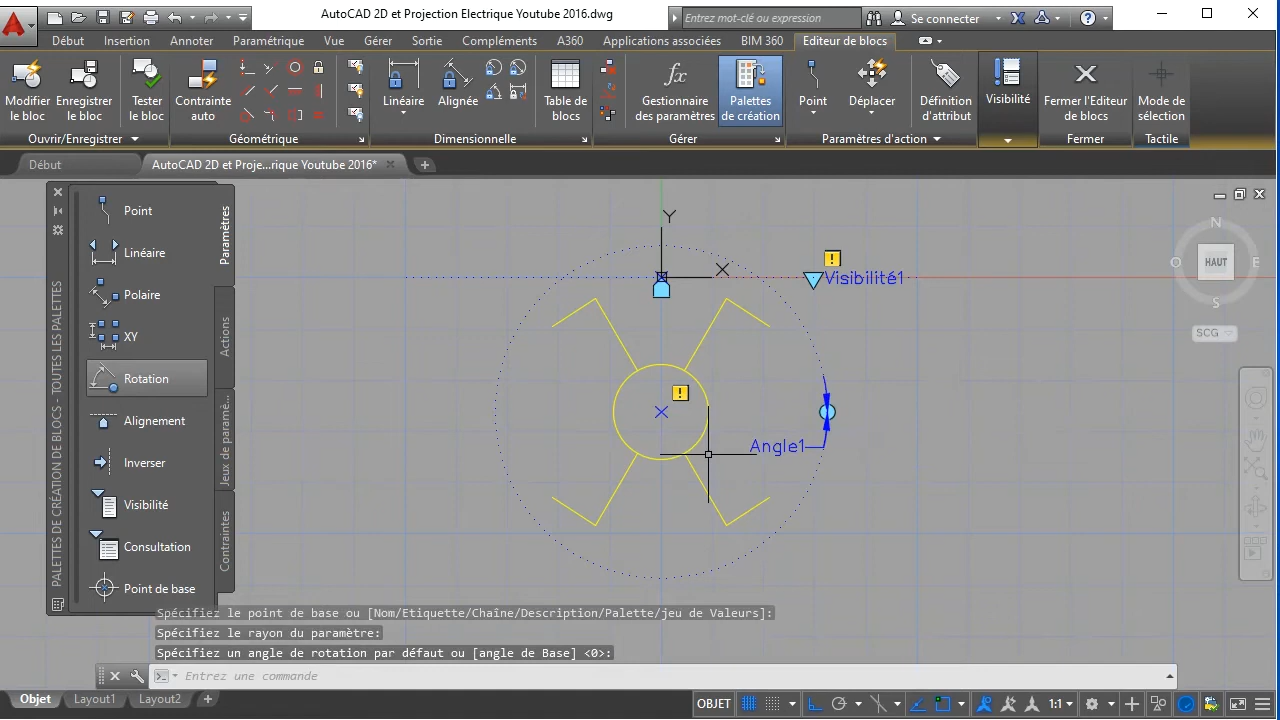 AutoCAD 2D et Projection Electrique Youtube 2016.dwg
Entrez mot-clé ou expression
Se connecter
Début
Insertion
Annoter
Paramétrique
Vue
Gérer
Sortie
Compléments
A360
Applications associées
BIM 360
Editeur de blocs
Modifier
le bloc
Enregistrer
le bloc
Tester
le bloc
Contrainte
auto
Linéaire
Alignée
Table de
blocs
fx
Gestionnaire
des paramètres
Palettes
de création
Point
Déplacer
Définition
d'attribut
Visibilité
Fermer l'Editeur
de blocs
Mode de
sélection
Ouvrir/Enregistrer
Géométrique
Dimensionnelle
Gérer
Paramètres d'action
Fermer
Tactile
Début
AutoCAD 2D et Proje...rique Youtube 2016*
PALETTES DE CRÉATION DE BLOCS - TOUTES LES PALETTES
Point
Linéaire
Polaire
XY
Rotation
Alignement
Inverser
Visibilité
Consultation
Point de base
Paramètres
Actions
Jeux de paramè...
Contraintes
Y
X
!
Visibilité1
!
Angle1
N
O
HAUT
E
S
SCG
Spécifiez le point de base ou [Nom/Etiquette/Chaîne/Description/Palette/jeu de Valeurs]:
Spécifiez le rayon du paramètre:
Spécifiez un angle de rotation par défaut ou [angle de Base] <0>:
Entrez une commande
Objet
Layout1
Layout2
OBJET
1:1